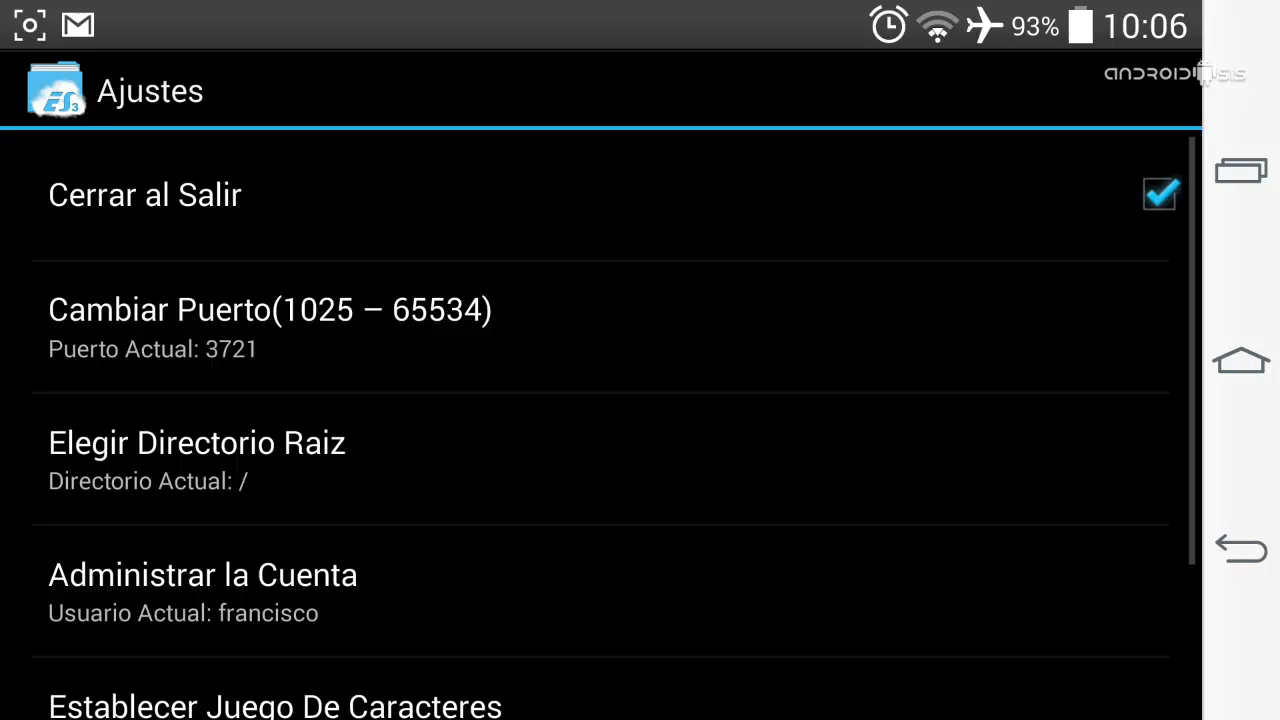 93% 10:06
ANDROIDSIS
ES3 Ajustes
Cerrar al Salir
Cambiar Puerto(1025 – 65534)
Puerto Actual: 3721
Elegir Directorio Raiz
Directorio Actual: /
Administrar la Cuenta
Usuario Actual: francisco
Establecer Juego De Caracteres